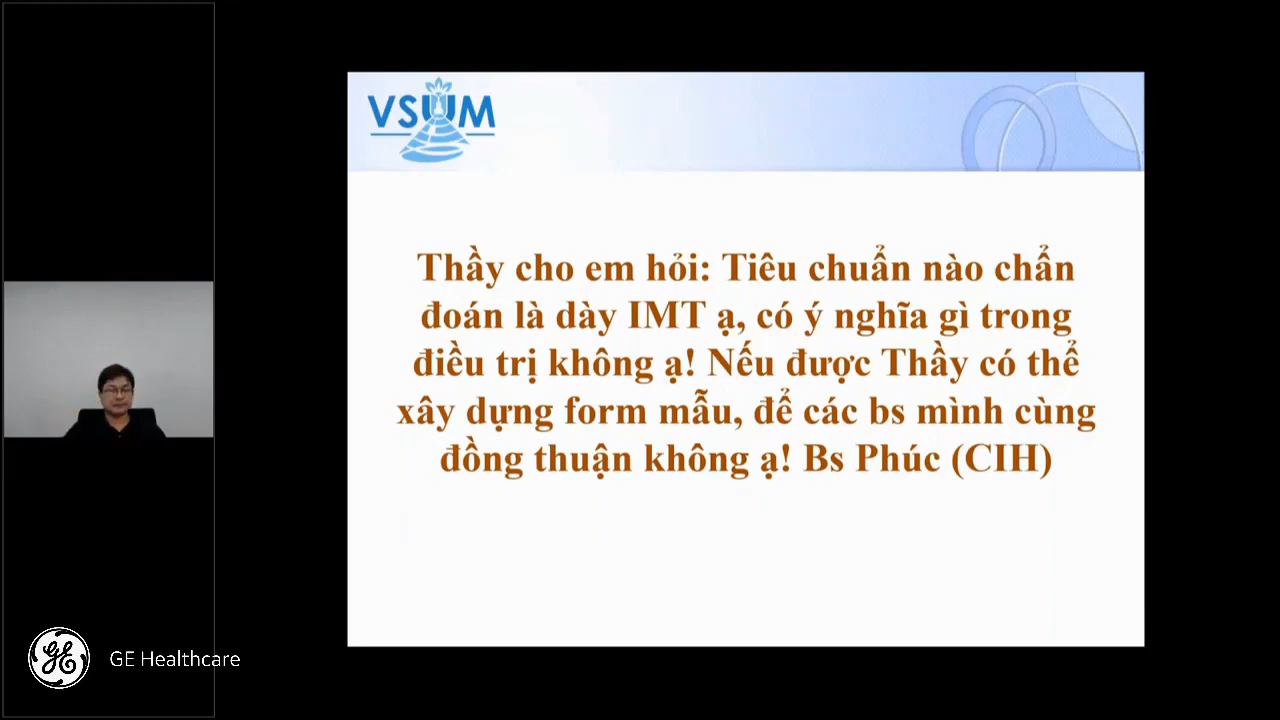 VSUM
Thầy cho em hỏi: Tiêu chuẩn nào chẩn
đoán là dày IMT ạ, có ý nghĩa gì trong
điều trị không ạ! Nếu được Thầy có thể
xây dựng form mẫu, để các bs mình cùng
đồng thuận không ạ! Bs Phúc (CIH)
GE Healthcare